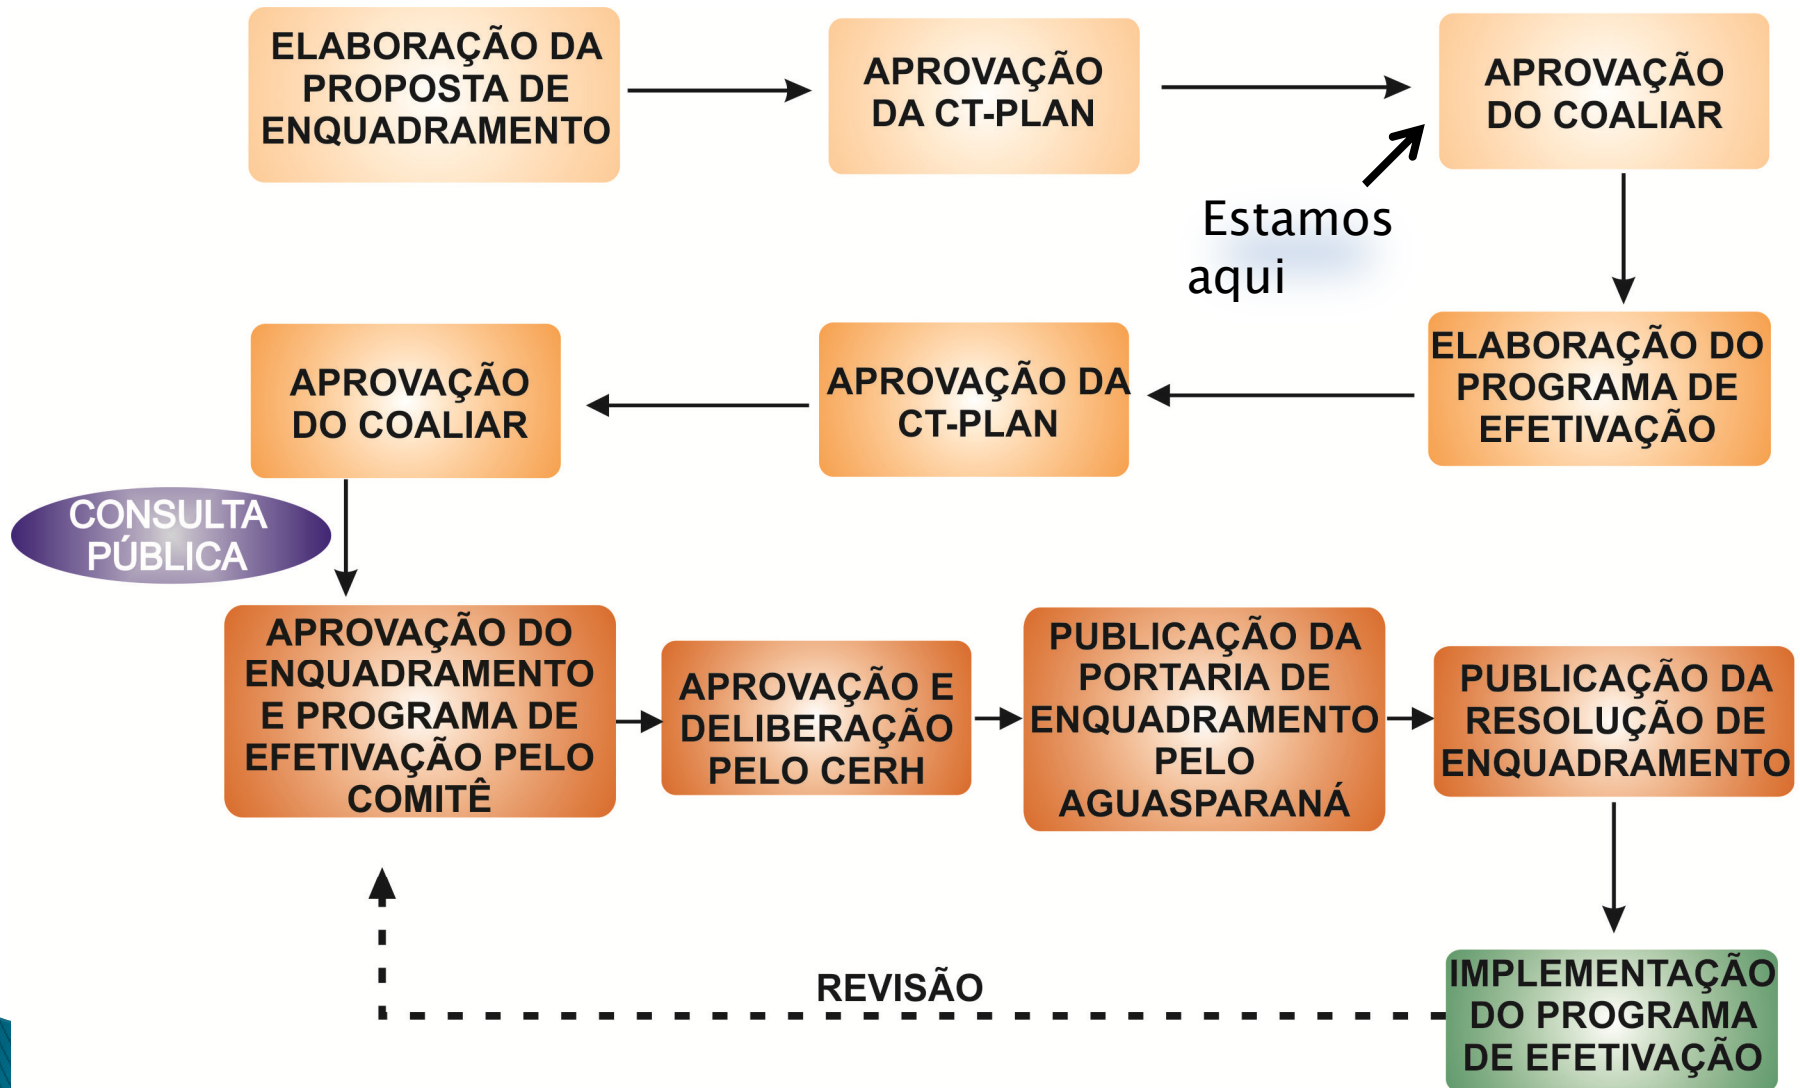 ELABORAÇÃO DA
PROPOSTA DE
ENQUADRAMENTO
APROVAÇÃO
DA CT-PLAN
APROVAÇÃO
DO COALIAR
Estamos
aqui
ELABORAÇÃO DO
PROGRAMA DE
EFETIVAÇÃO
APROVAÇÃO DA
CT-PLAN
APROVAÇÃO
DO COALIAR
CONSULTA
PÚBLICA
APROVAÇÃO DO
ENQUADRAMENTO
E PROGRAMA DE
EFETIVAÇÃO PELO
COMITÊ
APROVAÇÃO E
DELIBERAÇÃO
PELO CERH
PUBLICAÇÃO DA
PORTARIA DE
ENQUADRAMENTO
PELO
AGUASPARANÁ
PUBLICAÇÃO DA
RESOLUÇÃO DE
ENQUADRAMENTO
REVISÃO
IMPLEMENTAÇÃO
DO PROGRAMA
DE EFETIVAÇÃO